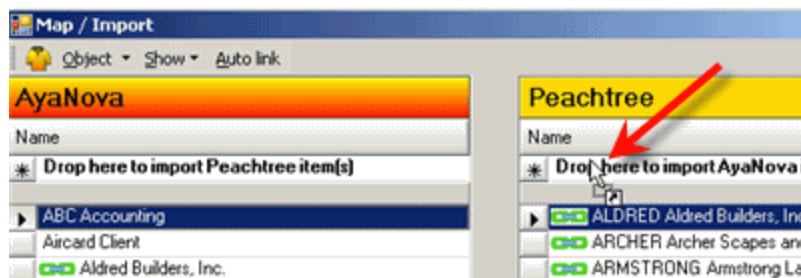 Map / Import
Object Show Auto link
AyaNova
Peachtree
Name
Name
Drop here to import Peachtree item(s)
Drop here to import AyaNova
ABC Accounting
ALDRED Aldred Builders, Inc
Aircard Client
ARCHER Archer Scapes and
Aldred Builders, Inc.
ARMSTRONG Armstrong La